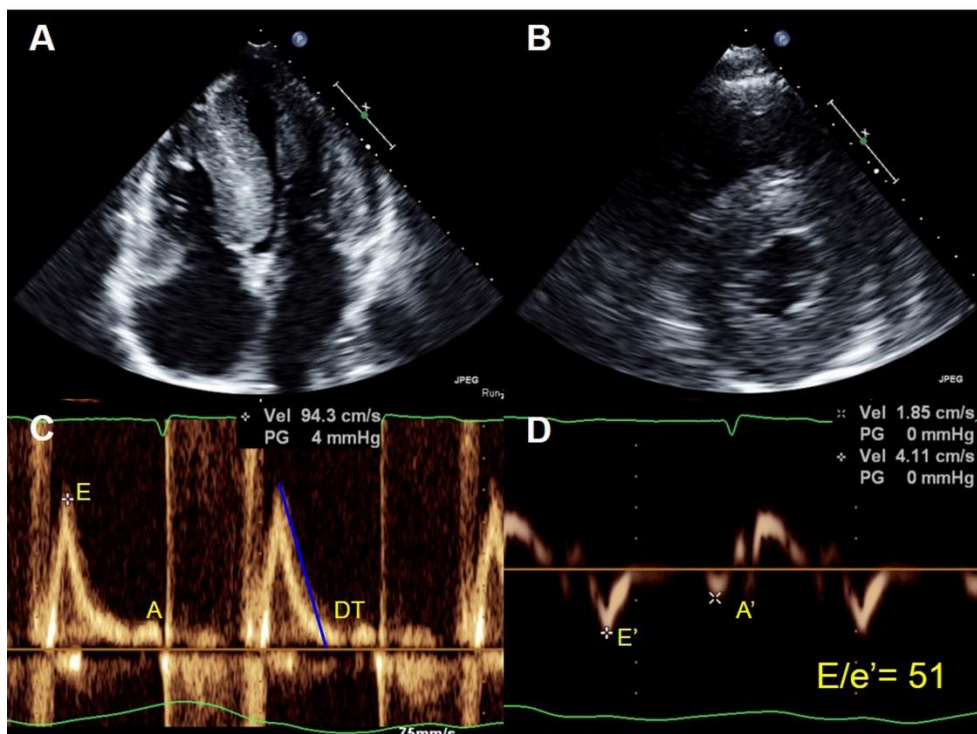 A
B
P
P
x
x
JPEG
JPEG
Run
C
Vel 94.3 cm/s
PG 4 mmHg
E
A
DT
75mm/s
D
Vel 1.85 cm/s
PG 0 mmHg
Vel 4.11 cm/s
PG 0 mmHg
E'
A'
E/e'= 51